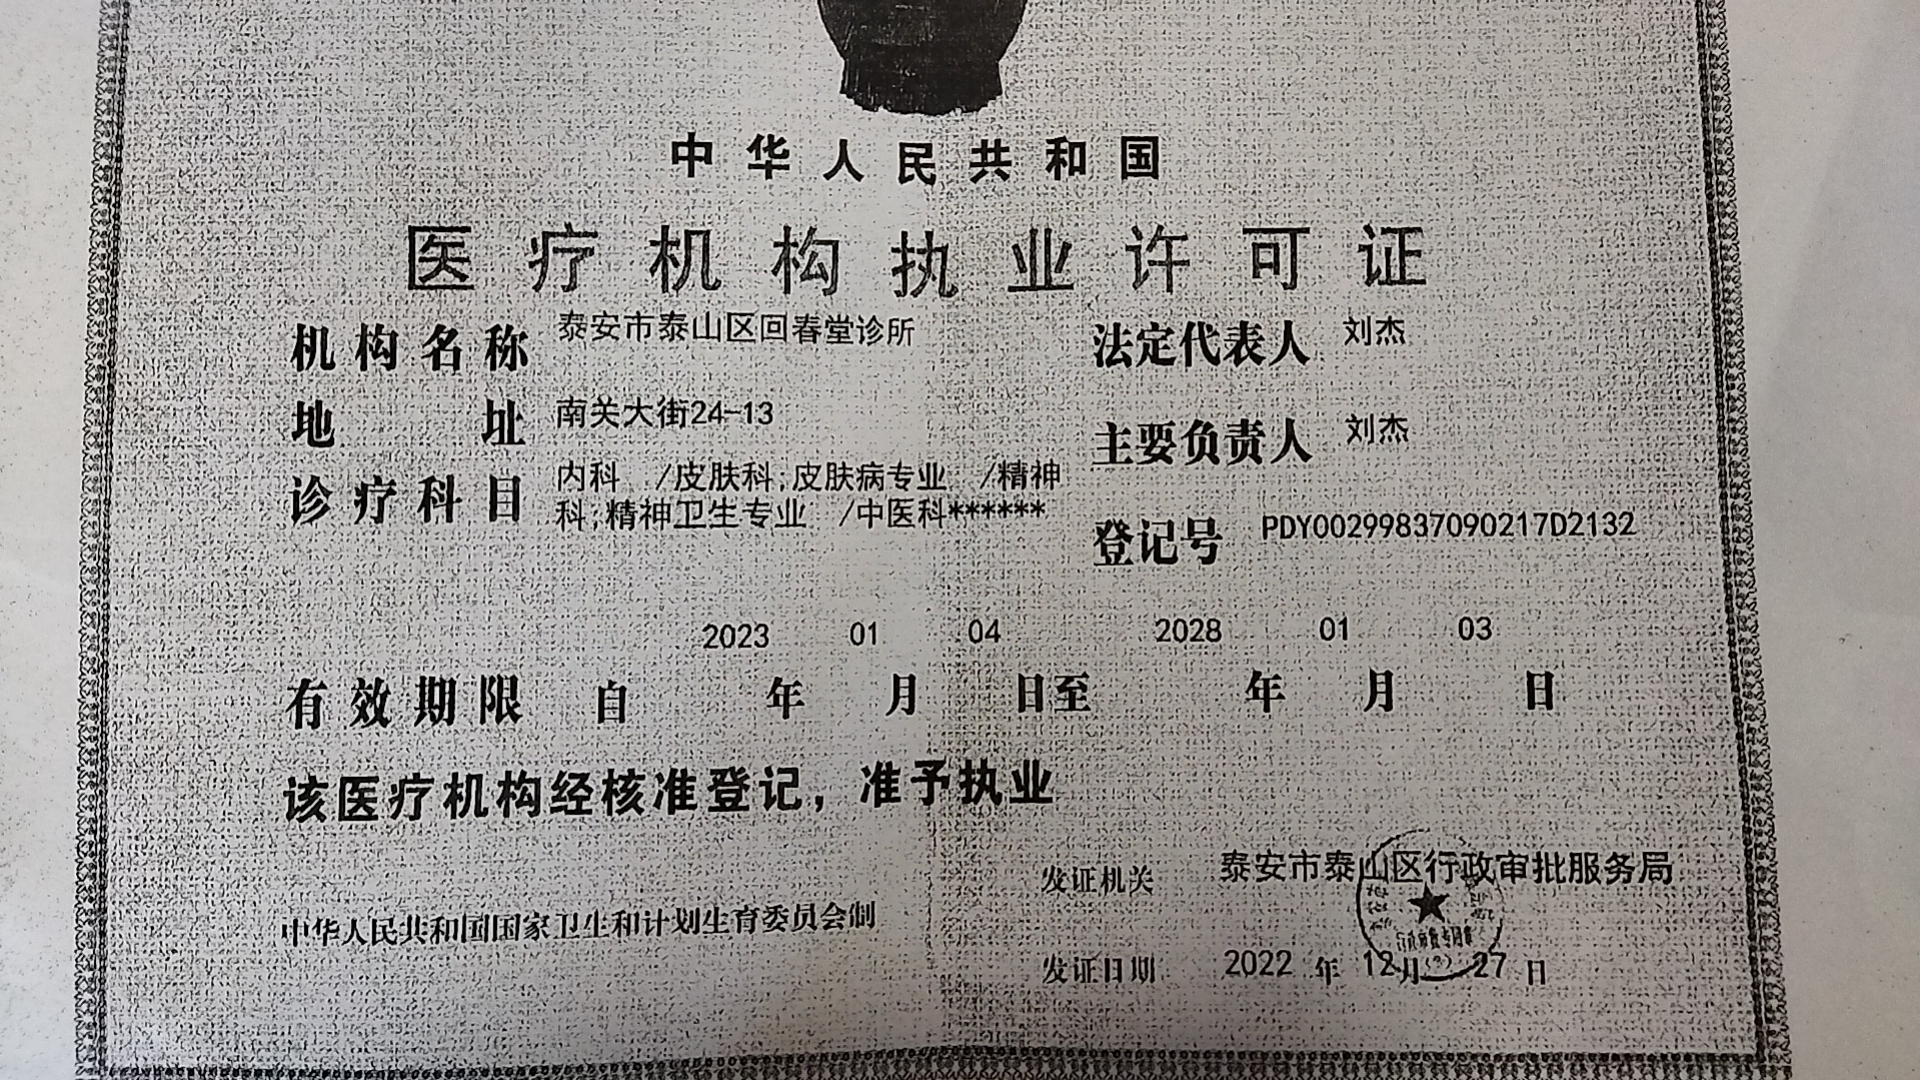 中华人民共和国
医疗机构执业许可证
机构名称 泰安市泰山区回春堂诊所
法定代表人 刘杰
地址 南关大街24-13
主要负责人 刘杰
诊疗科目 内科 /皮肤科;皮肤病专业 /精神
科;精神卫生专业 /中医科******
登记号 PDY00299837090217D2132
有效期限 自 2023 年 01 月 04 日至 2028 年 01 月 03 日
该医疗机构经核准登记，准予执业
发证机关 泰安市泰山区行政审批服务局
中华人民共和国国家卫生和计划生育委员会制
发证日期 2022 年 12 月 27 日